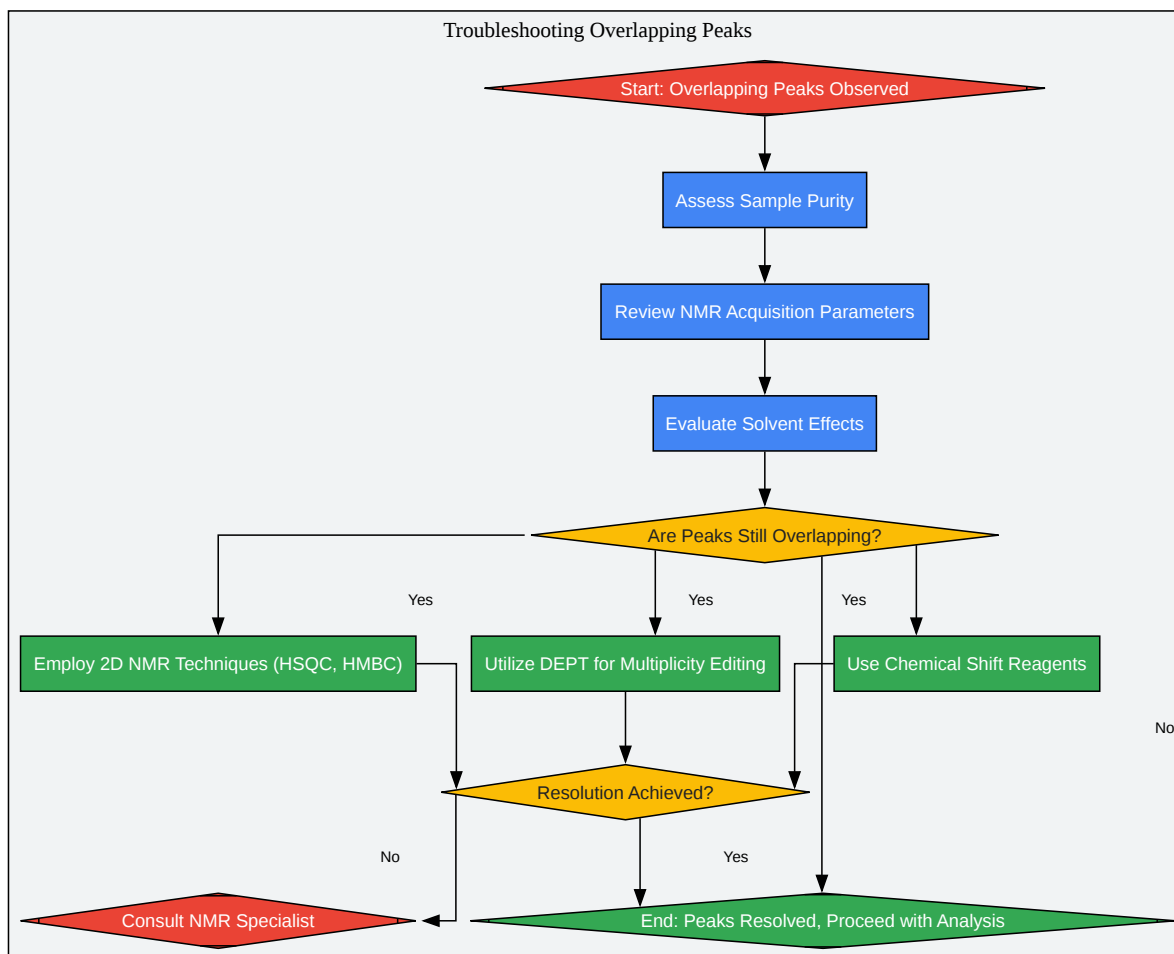 Troubleshooting Overlapping Peaks
Start: Overlapping Peaks Observed
Assess Sample Purity
Review NMR Acquisition Parameters
Evaluate Solvent Effects
Are Peaks Still Overlapping?
Yes
Yes
Yes
Employ 2D NMR Techniques (HSQC, HMBC)
Utilize DEPT for Multiplicity Editing
Use Chemical Shift Reagents
No
Resolution Achieved?
No
Yes
Consult NMR Specialist
End: Peaks Resolved, Proceed with Analysis